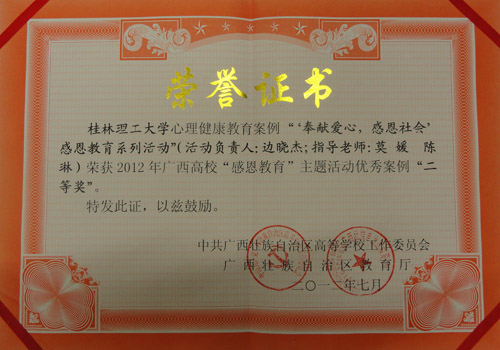 荣誉证书
桂林理工大学心理健康教育案例“‘奉献爱心，感恩社会’
感恩教育系列活动”（活动负责人：边晓杰；指导老师：莫媛 陈
琳）荣获2012年广西高校“感恩教育”主题活动优秀案例“二
等奖”。
特发此证，以兹鼓励。
中共广西壮族自治区高等学校工作委员会
广西壮族自治区教育厅
二〇一二年七月